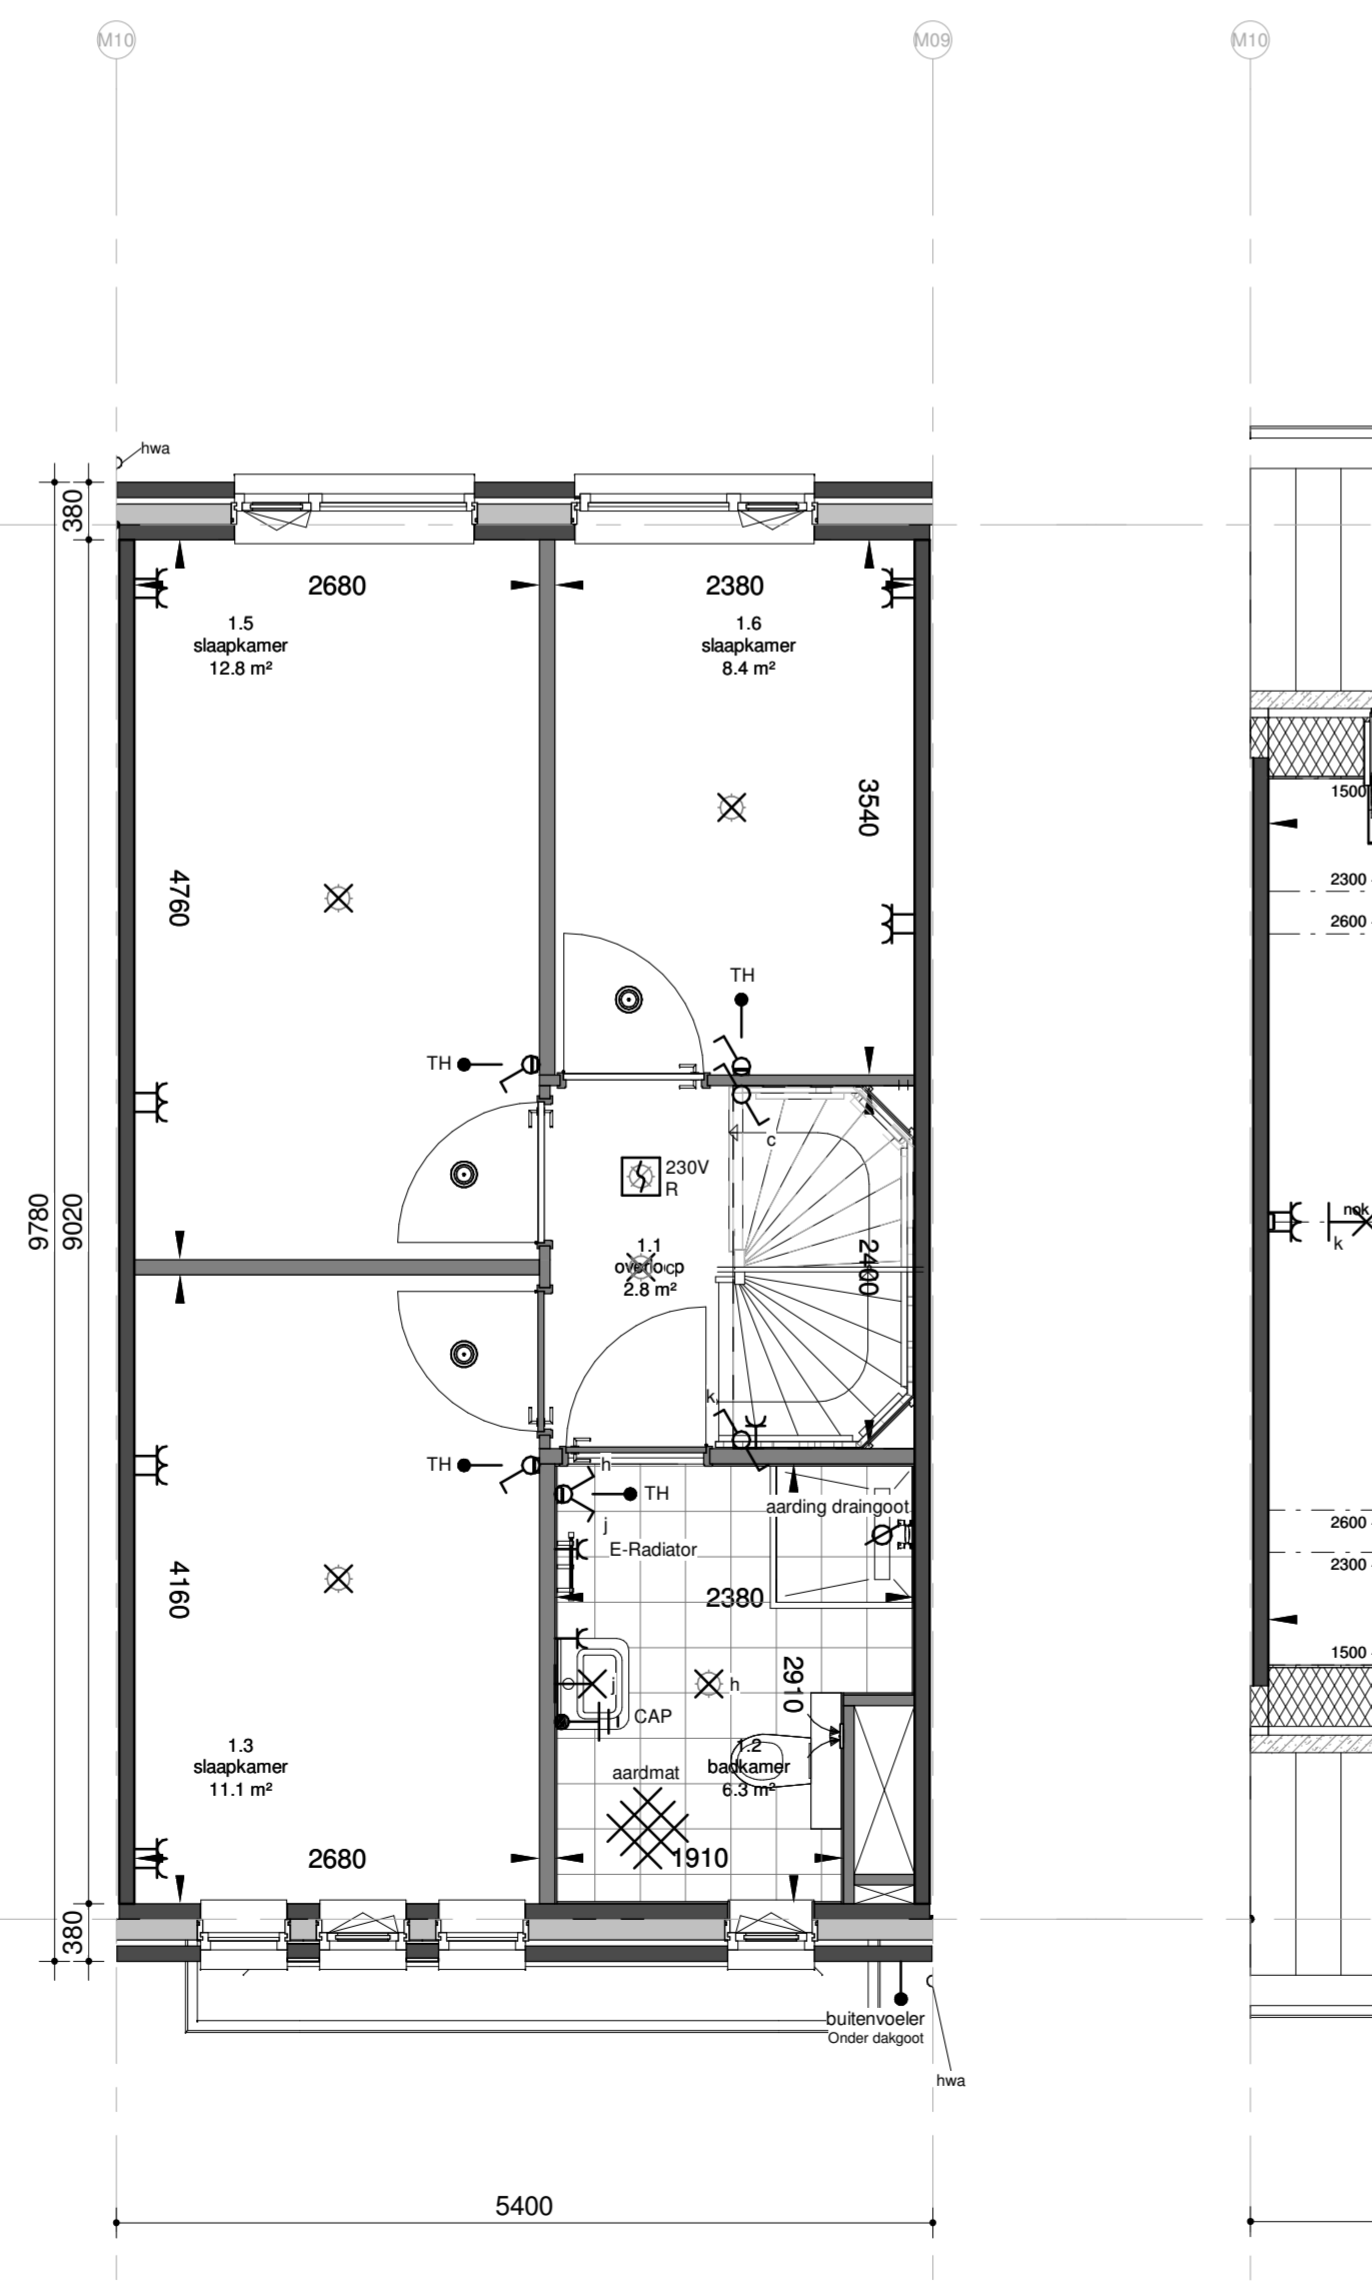 M10
M09
M10
hwa
380
2680
2380
1.5
slaapkamer
12.8 m²
1.6
slaapkamer
8.4 m²
3540
4760
1500
2300
2600
TH
TH
c
230V
R
9780
9020
1.1
overloop
2.8 m²
2400
nok
k
k,
TH
h
TH
j
aarding draingoot
E-Radiator
2600
2300
4160
2380
2910
j
h
1500
CAP
1.3
slaapkamer
11.1 m²
aardmat
1.2
badkamer
6.3 m²
2680
1910
380
buitenvoeler
Onder dakgoot
hwa
5400